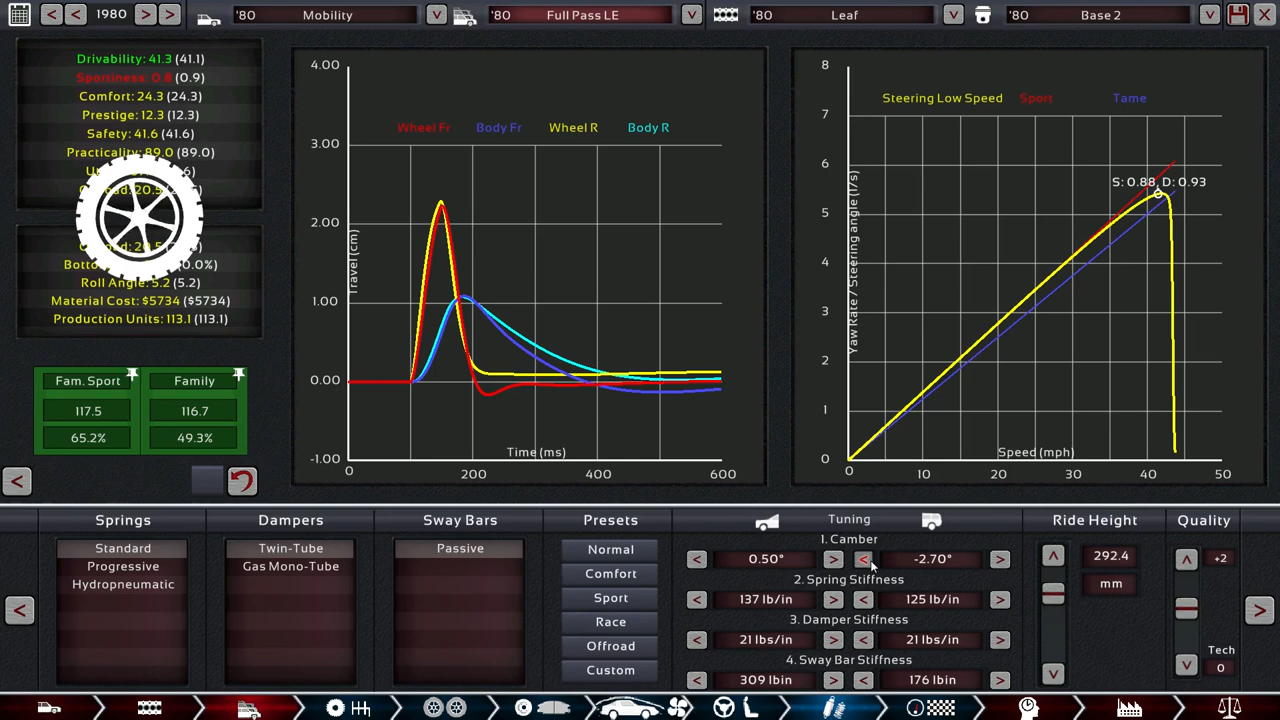 1980 '80 Mobility '80 Full Pass LE '80 Leaf '80 Base 2
Drivability: 41.3 (41.1)
Sportiness: 0.8 (0.9)
Comfort: 24.3 (24.3)
Prestige: 12.3 (12.3)
Safety: 41.6 (41.6)
Practicality: 89.0 (89.0)
Roll Angle: 5.2 (5.2)
Material Cost: $5734 ($5734)
Production Units: 113.1 (113.1)
Fam. Sport Family
117.5 116.7
65.2% 49.3%
4.00
3.00
2.00
1.00
0.00
-1.00
Travel (cm)
Wheel Fr Body Fr Wheel R Body R
Time (ms)
0 200 400 600
8
7
6
5
4
3
2
1
0
Yaw Rate / Steering angle (1/s)
Steering Low Speed Sport Tame
S: 0.88, D: 0.93
Speed (mph)
0 10 20 30 40 50
Springs
Standard
Progressive
Hydropneumatic
Dampers
Twin-Tube
Gas Mono-Tube
Sway Bars
Passive
Presets
Normal
Comfort
Sport
Race
Offroad
Custom
Tuning
1. Camber
0.50° -2.70°
2. Spring Stiffness
137 lb/in 125 lb/in
3. Damper Stiffness
21 lbs/in 21 lbs/in
4. Sway Bar Stiffness
309 lbin 176 lbin
Ride Height
292.4
mm
Quality
+2
Tech
0